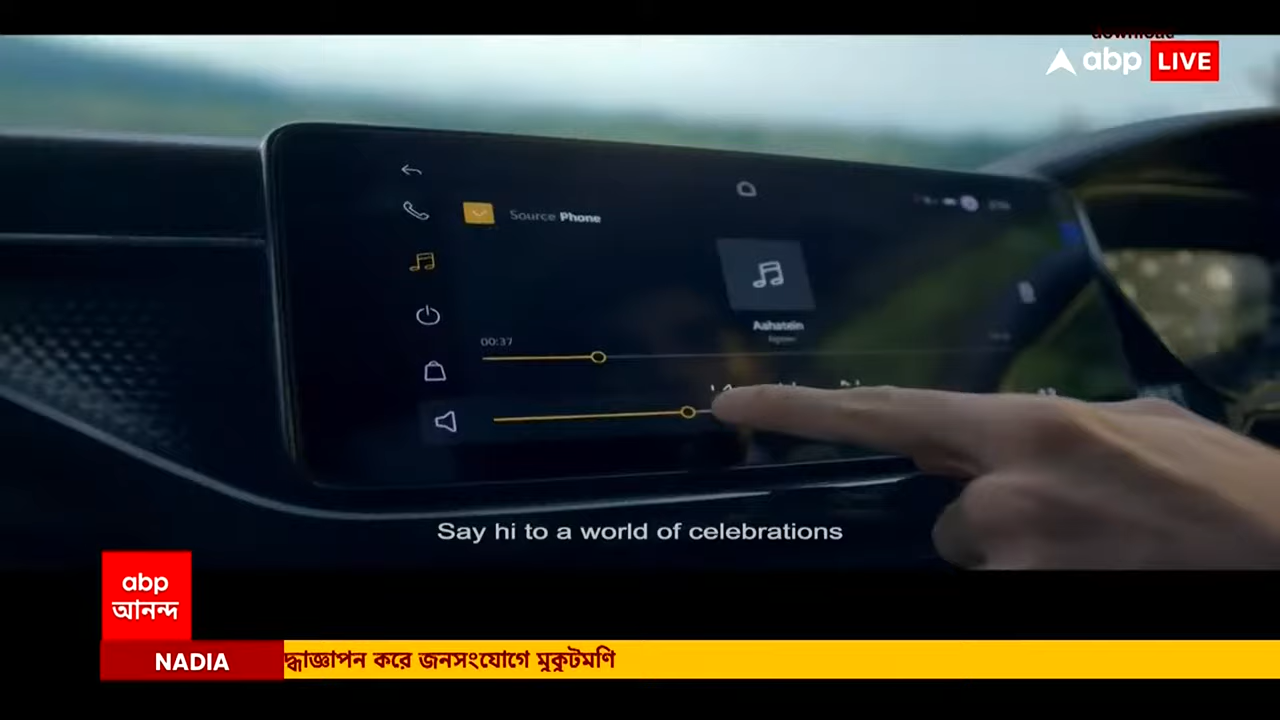 download
abp LIVE
Source Phone
Aahatein
00:37
Say hi to a world of celebrations
abp
আনন্দ
NADIA
দ্ধাজ্ঞাপন করে জনসংযোগে মুকুটমণি